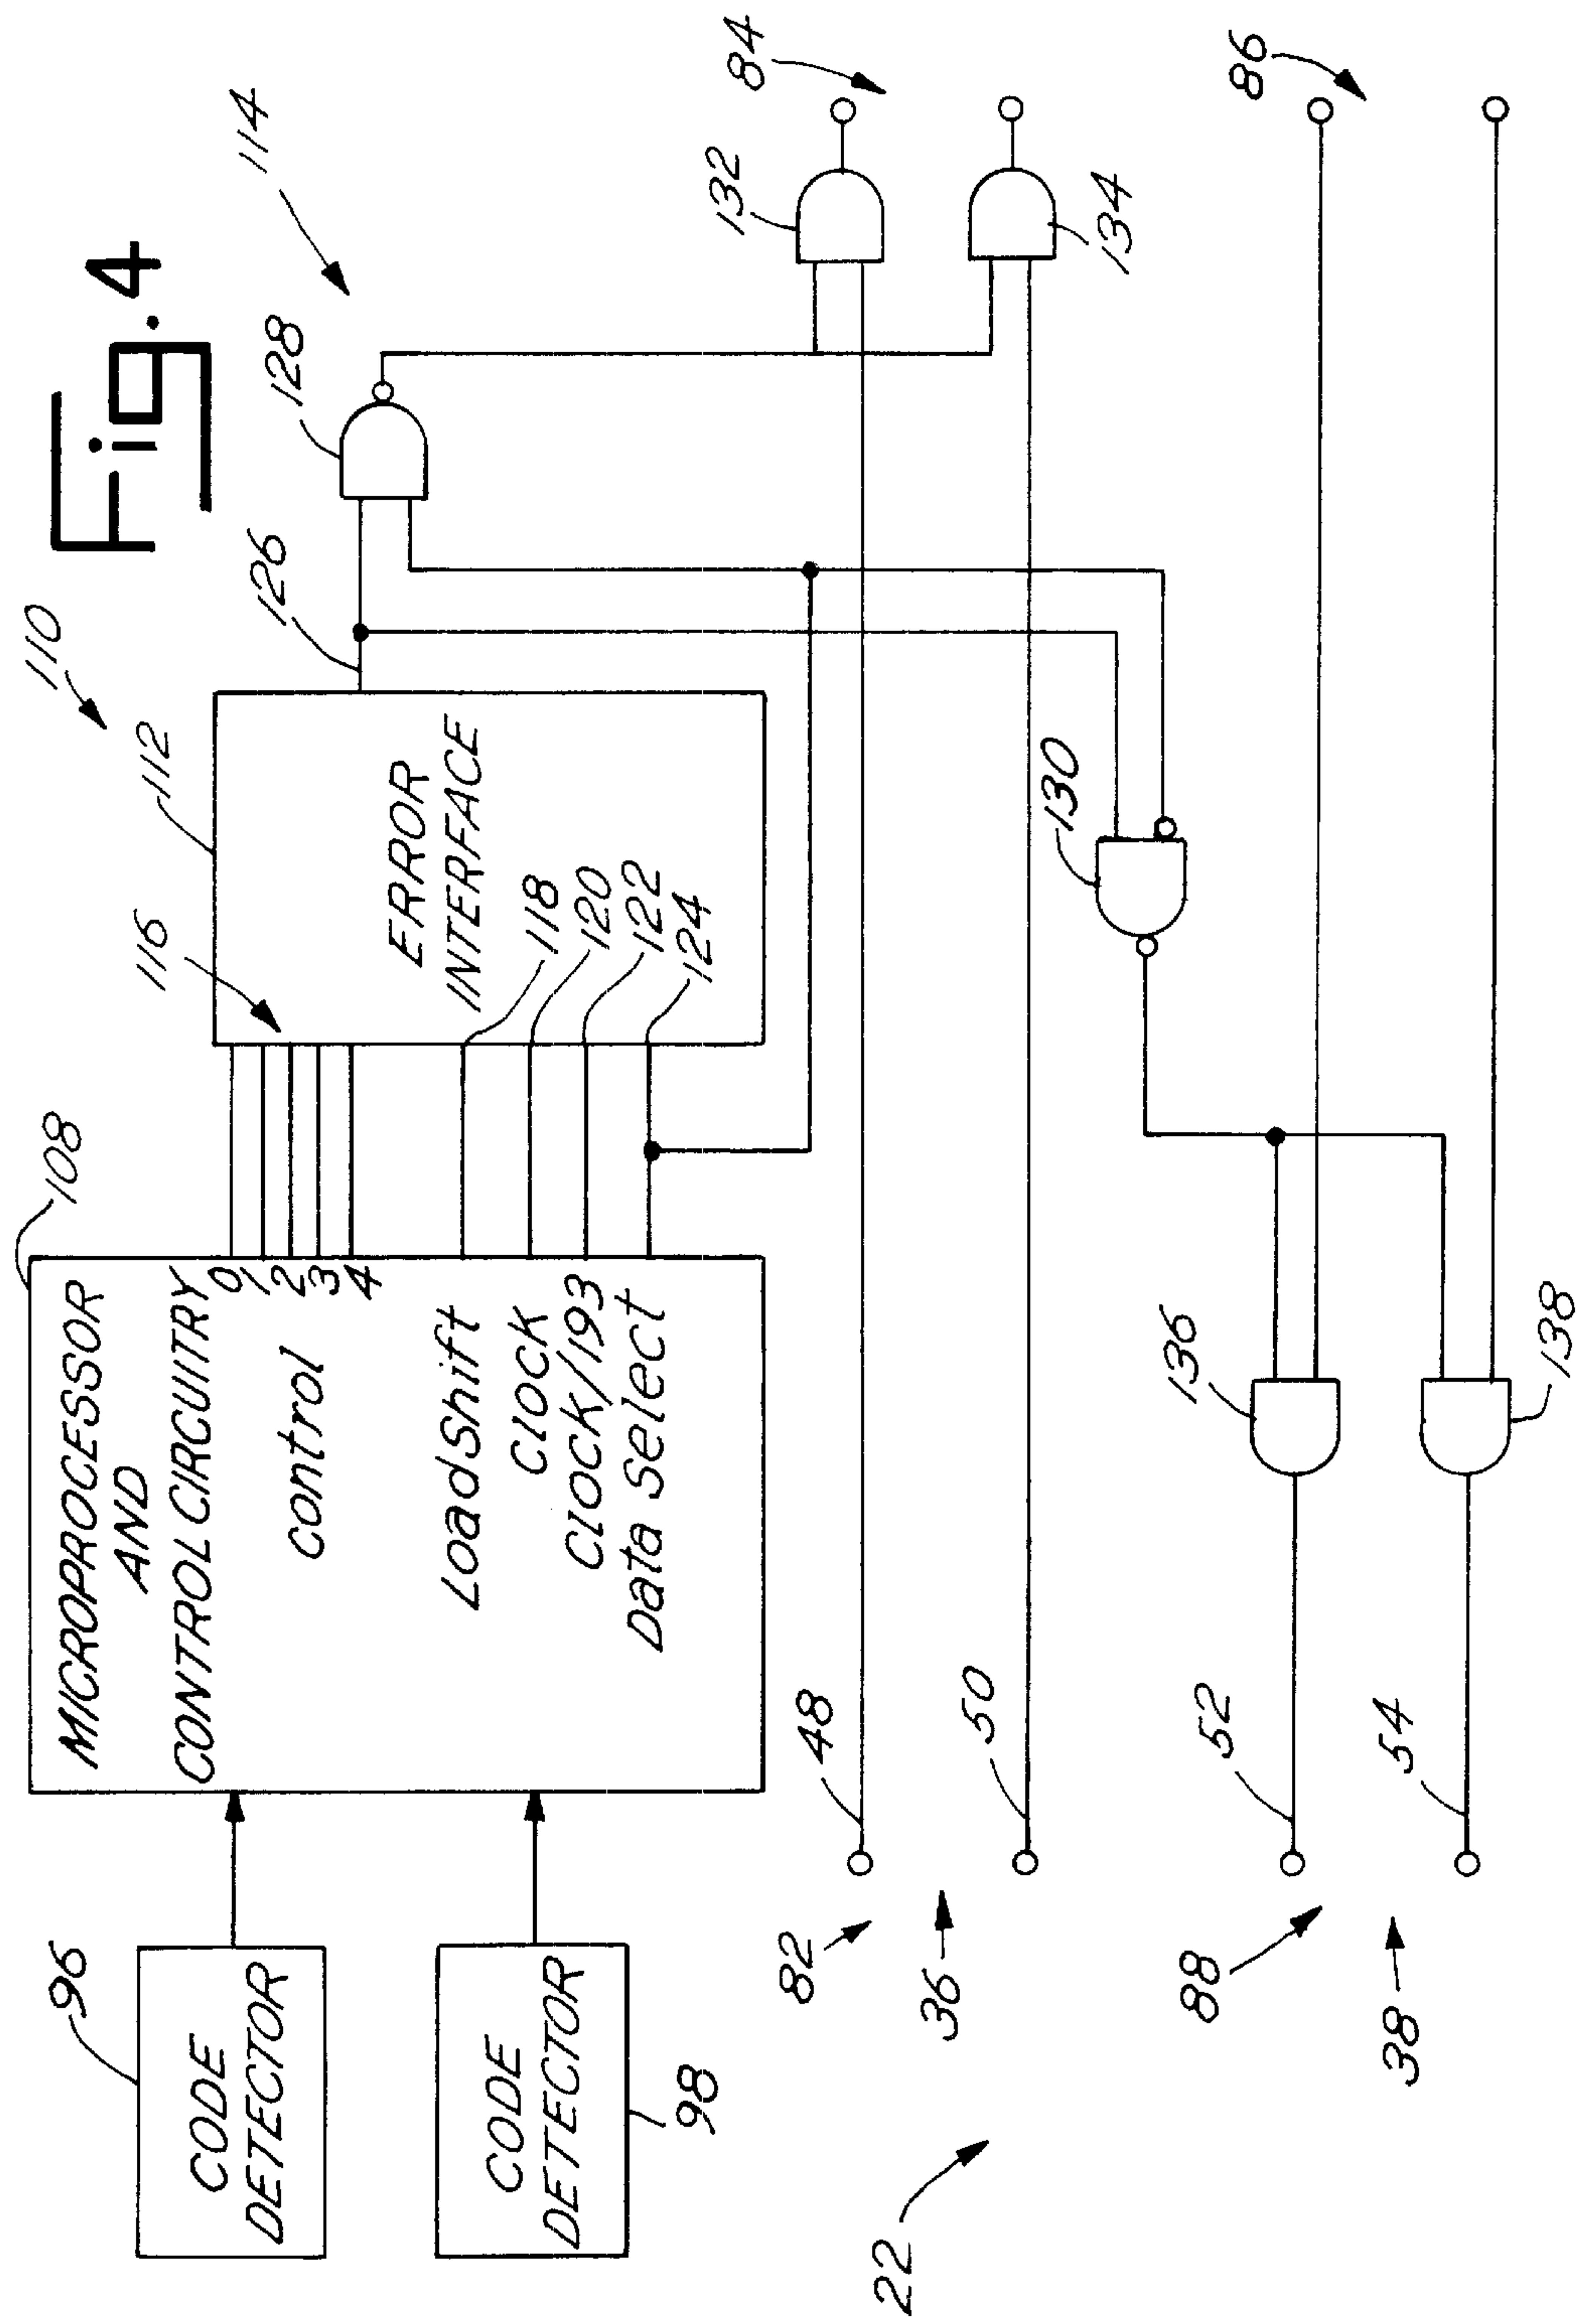 Fig. 4
110
114
108
116
112
126
128
96
CODE
DETECTOR
98
CODE
DETECTOR
MICROPROCESSOR
AND
CONTROL CIRCUITRY
0
1
2
3
4
Control
LoadShift
Clock
Clock/193
Data Select
ERROR
INTERFACE
118
120
122
124
132
84
82
48
36
50
134
130
86
88
52
136
38
54
138
22